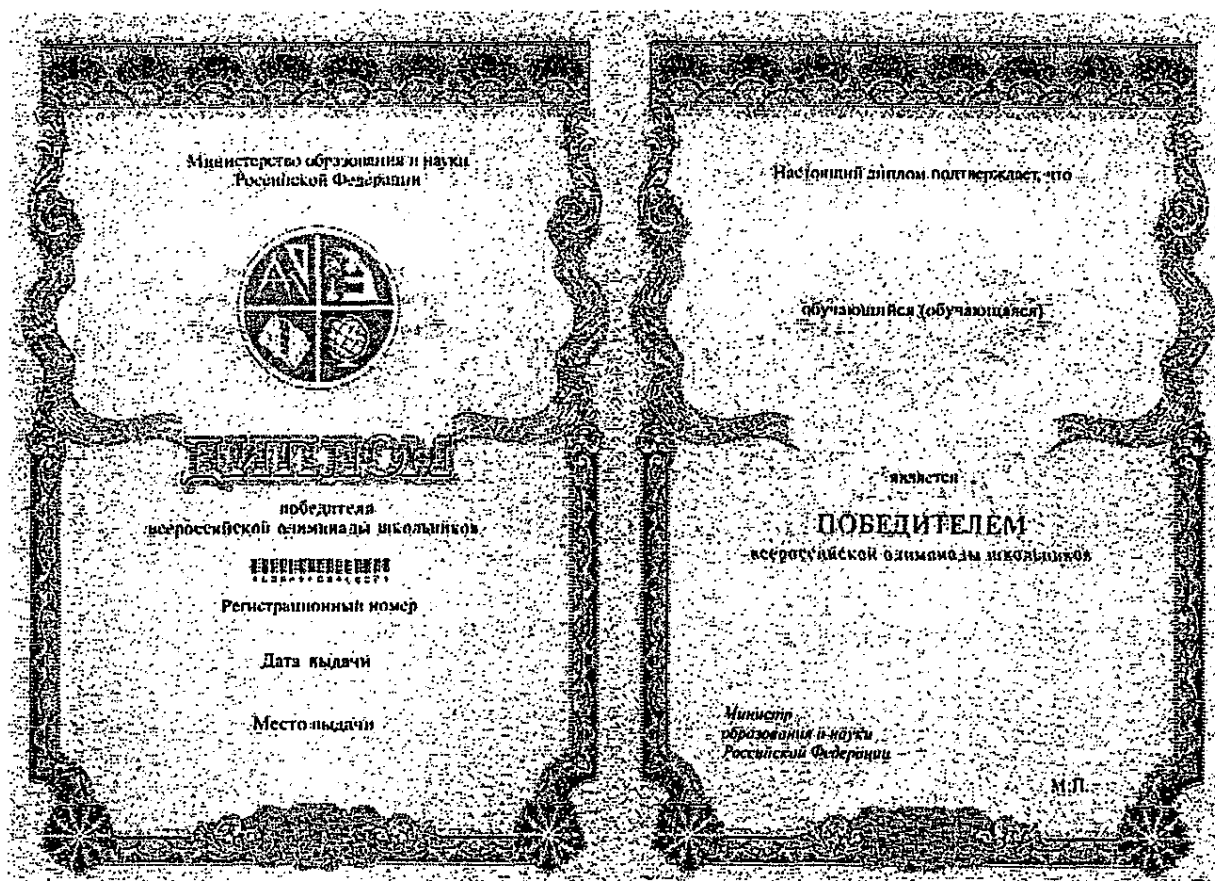 Министерство образования и науки
Российской Федерации
ДИПЛОМ
победителя
всероссийской олимпиады школьников
Регистрационный номер
Дата выдачи
Место выдачи
Настоящий диплом подтверждает, что
обучающийся (обучающаяся)
является
ПОБЕДИТЕЛЕМ
всероссийской олимпиады школьников
Министр
образования и науки
Российской Федерации
М.П.